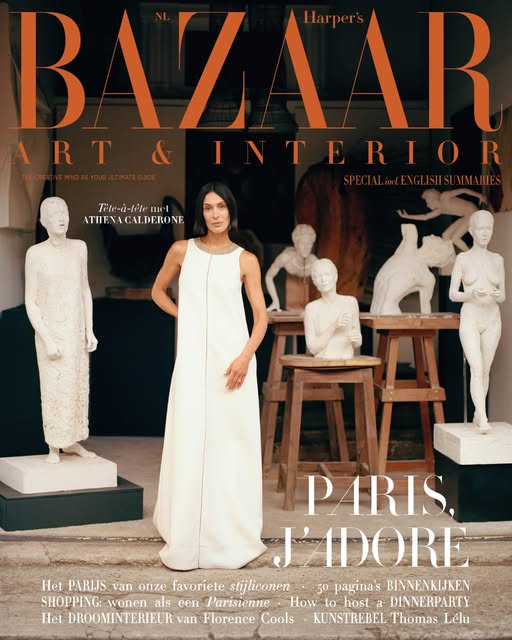 NL Harper's
BAZAAR
ART & INTERIOR
THE CREATIVE MIND AS YOUR ULTIMATE GUIDE
SPECIAL incl. ENGLISH SUMMARIES
Tête-à-tête met
ATHENA CALDERONE
PARIS,
J'ADORE
Het PARIJS van onze favoriete stijliconen · 50 pagina's BINNENKIJKEN
SHOPPING: wonen als een Parisienne · How to host a DINNERPARTY
Het DROOMINTERIEUR van Florence Cools · KUNSTREBEL Thomas Lélu